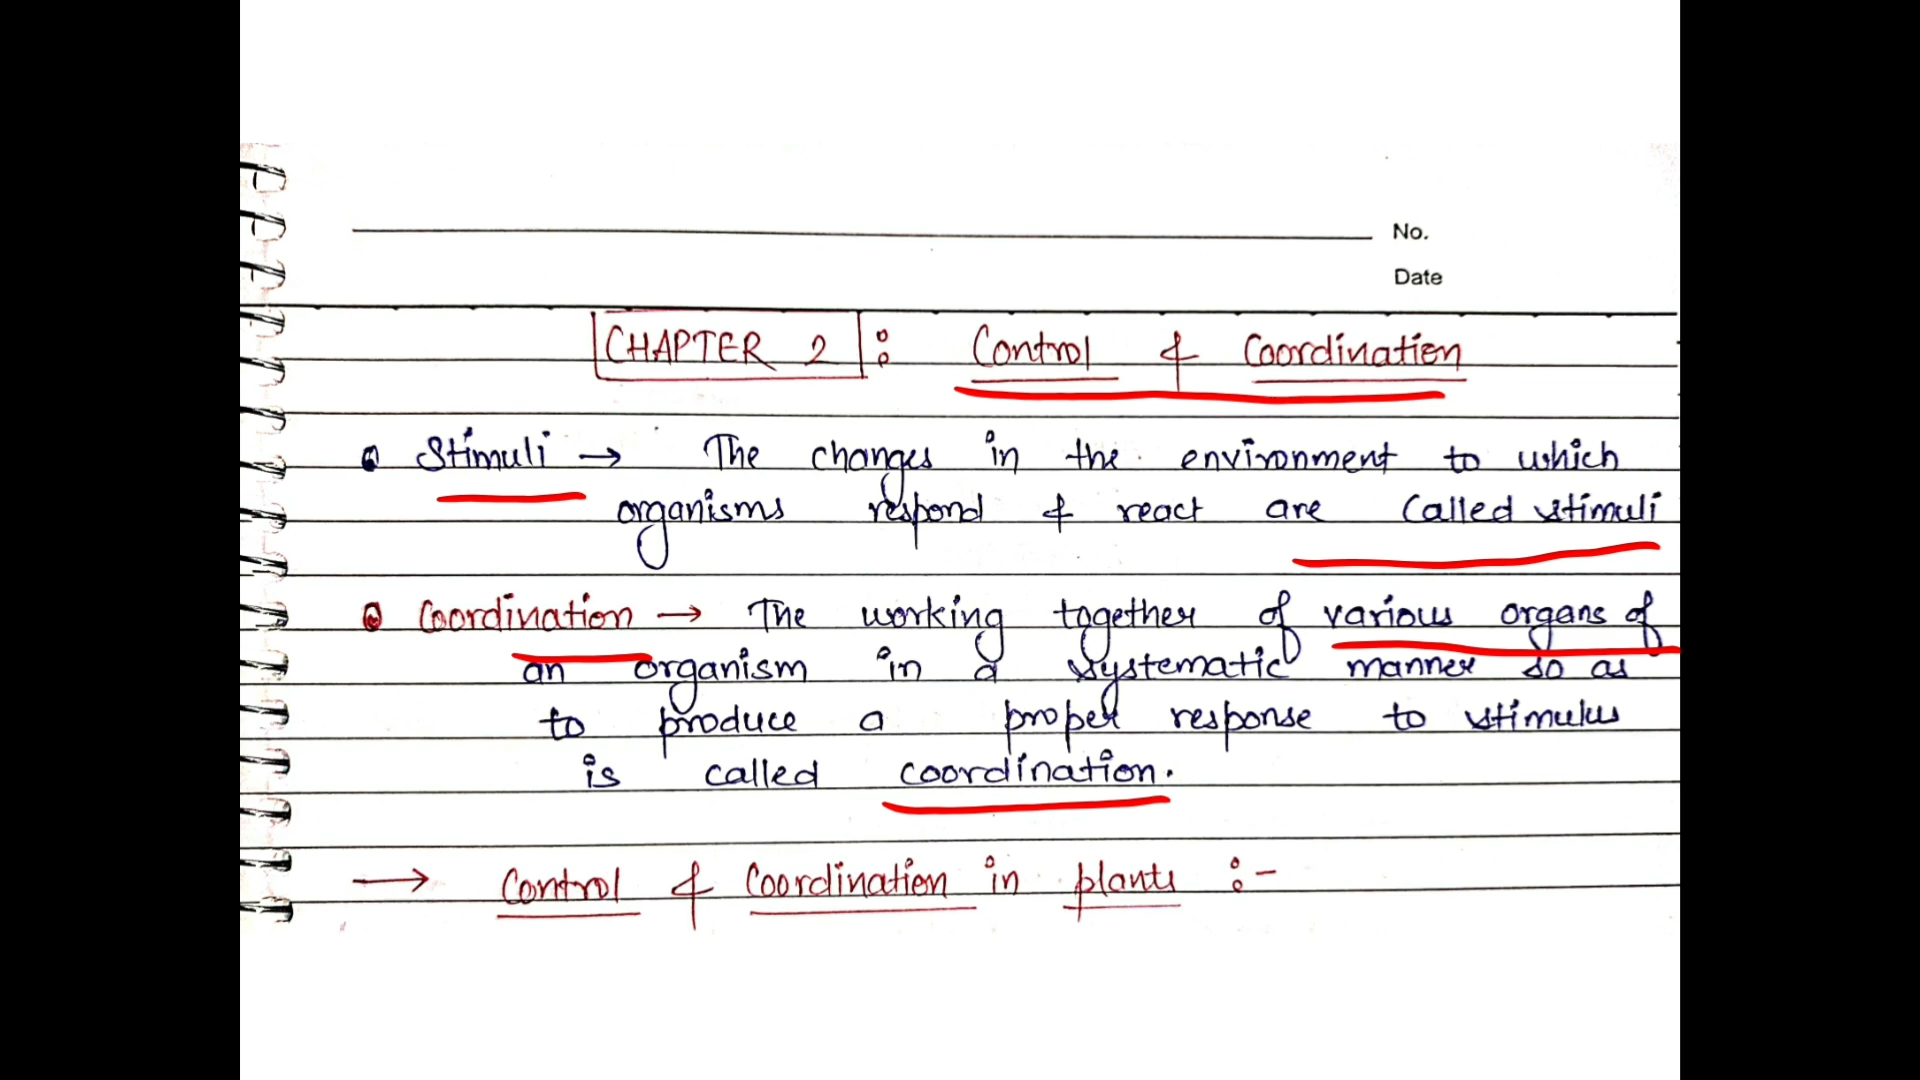 No.
Date
CHAPTER 2 : Control & Coordination
• Stimuli → The changes in the environment to which
organisms respond & react are called stimuli
• Coordination → The working together of various organs of
an organism in a systematic manner so as
to produce a proper response to stimulus
is called coordination.
→ Control & Coordination in plants :-